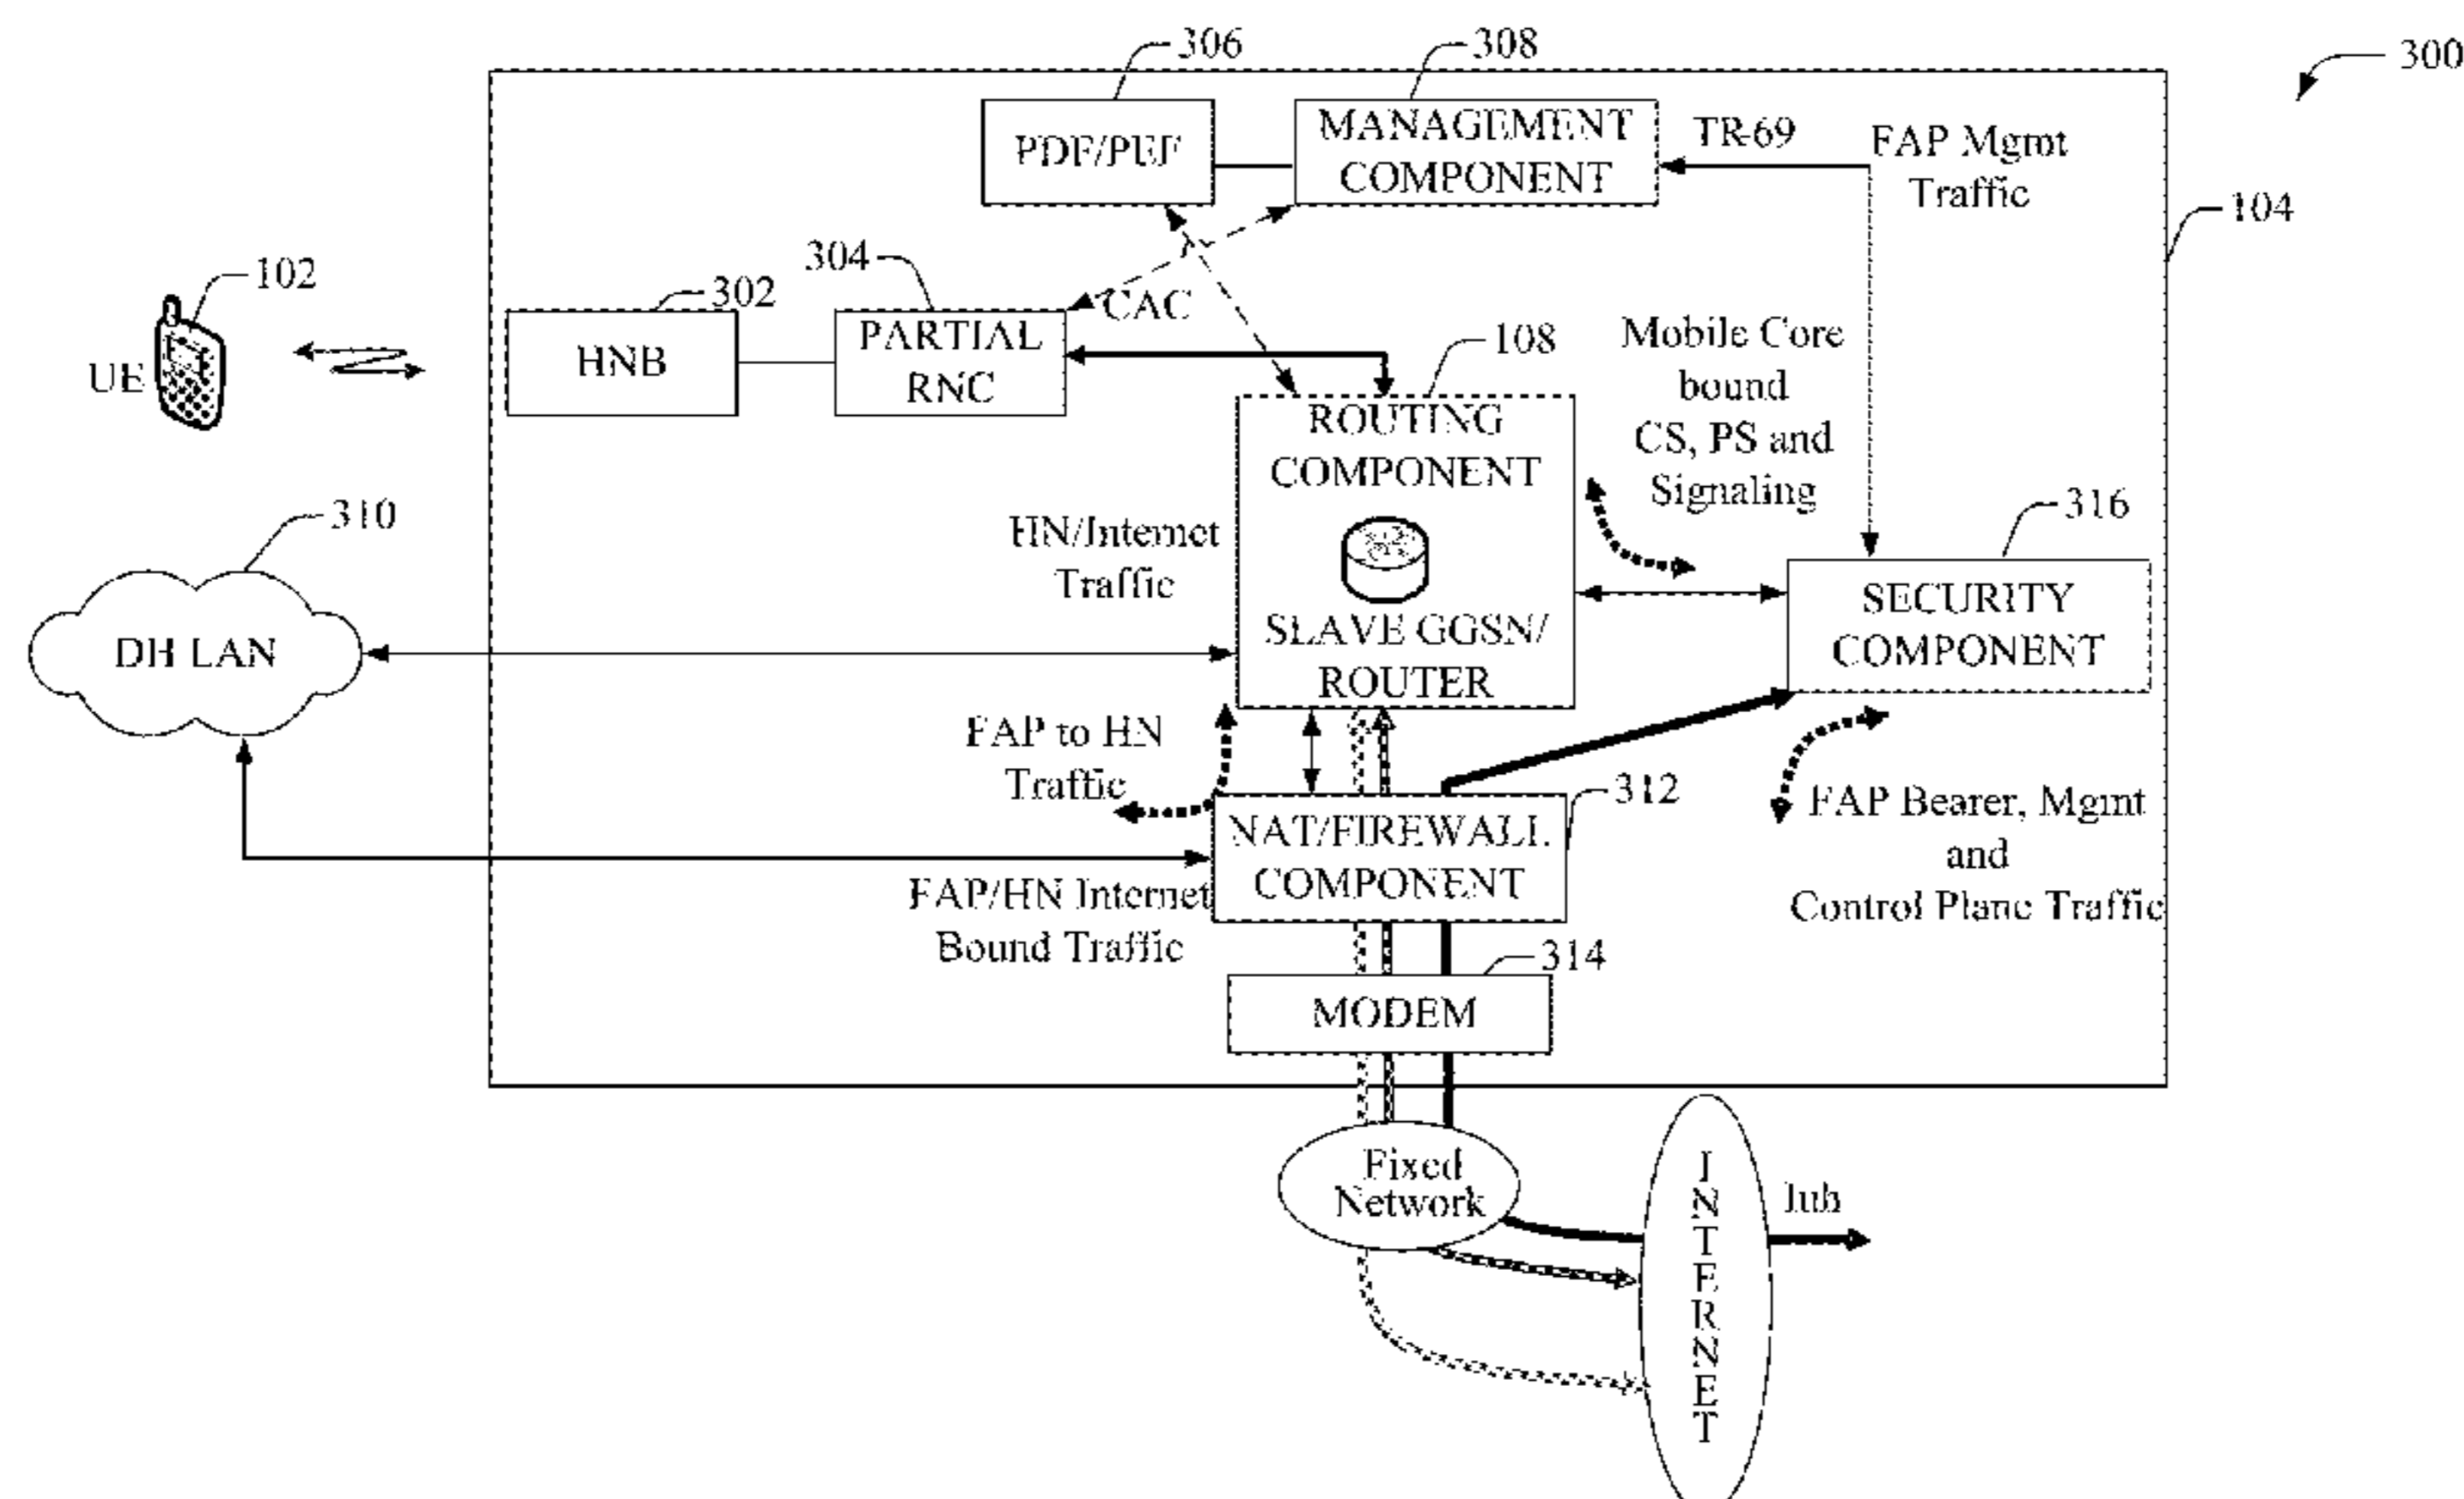 306
308
300
PDF/PEF
MANAGEMENT
COMPONENT
TR-69
FAP Mgmt
Traffic
104
102
UE
302
HNB
304
PARTIAL
RNC
CAC
108
ROUTING
COMPONENT
SLAVE GGSN/
ROUTER
Mobile Core
bound
CS, PS and
Signaling
310
DH LAN
HN/Internet
Traffic
316
SECURITY
COMPONENT
FAP to HN
Traffic
312
NAT/FIREWALL
COMPONENT
FAP Bearer, Mgmt
and
Control Plane Traffic
FAP/HN Internet
Bound Traffic
314
MODEM
Fixed
Network
INTERNET
Iuh